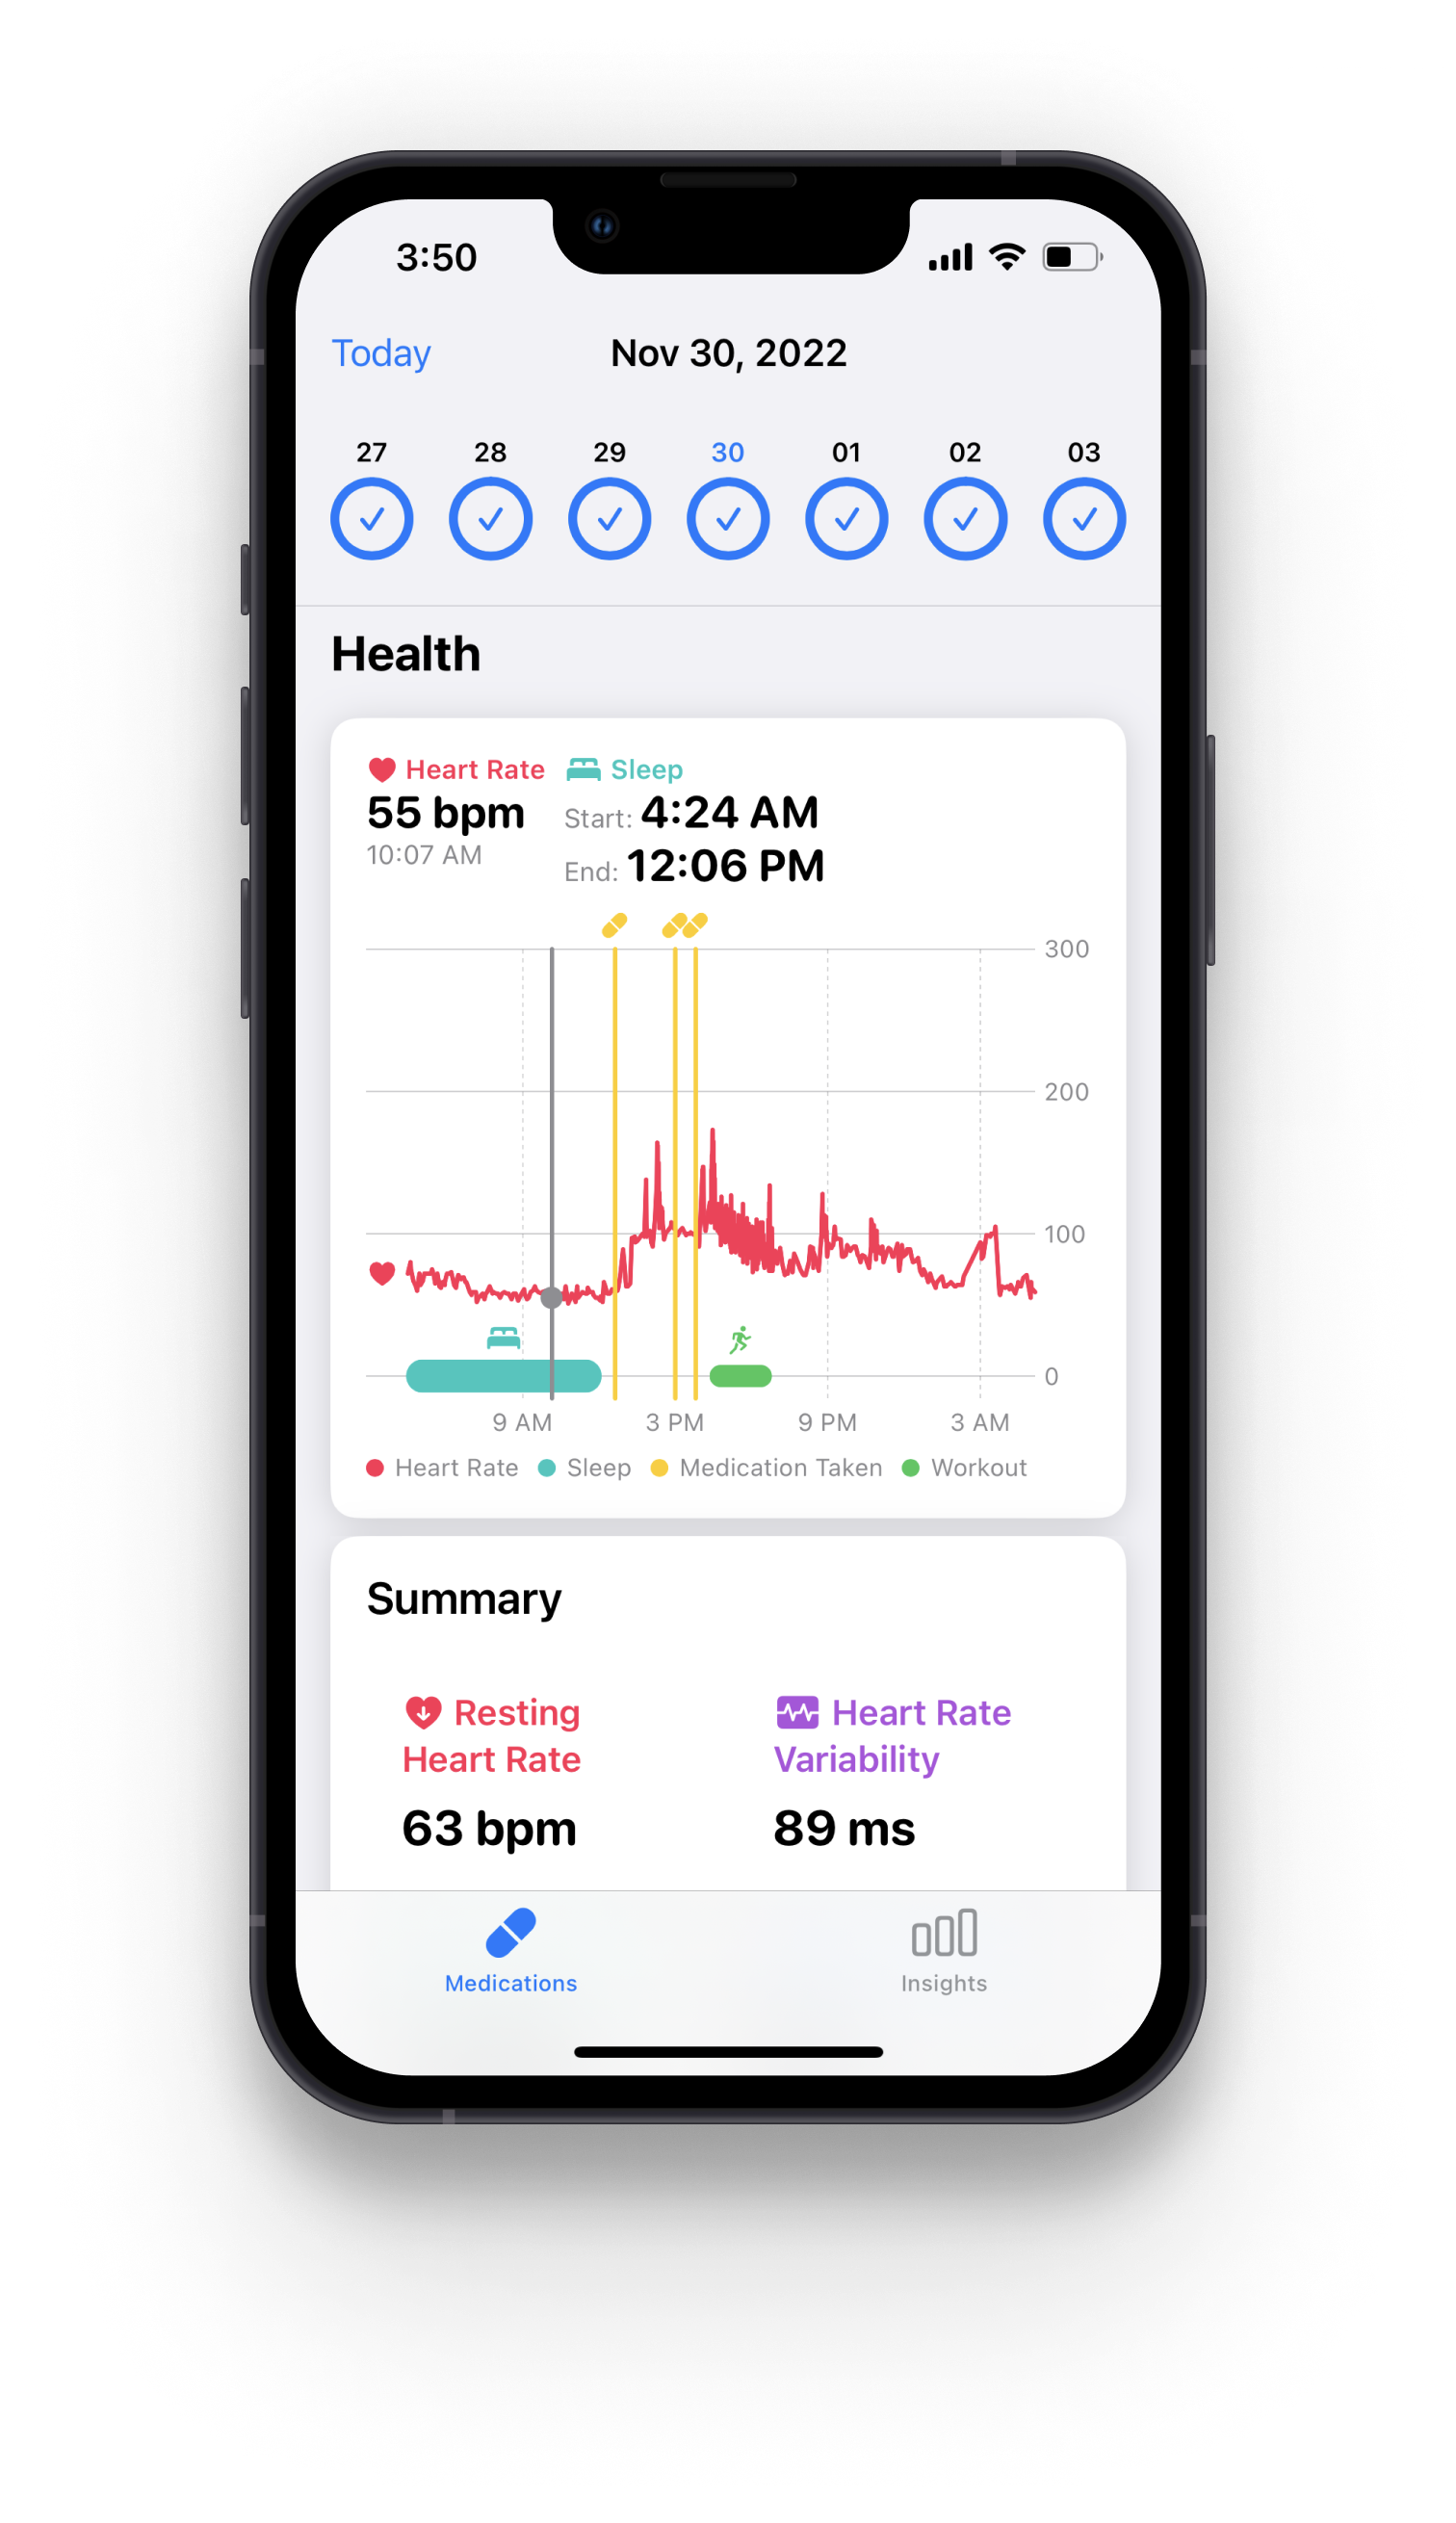 3:50
Today
Nov 30, 2022
27 28 29 30 01 02 03
Health
Heart Rate
55 bpm
10:07 AM
Sleep
Start: 4:24 AM
End: 12:06 PM
300
200
100
0
9 AM 3 PM 9 PM 3 AM
Heart Rate Sleep Medication Taken Workout
Summary
Resting
Heart Rate
63 bpm
Heart Rate
Variability
89 ms
Medications
Insights